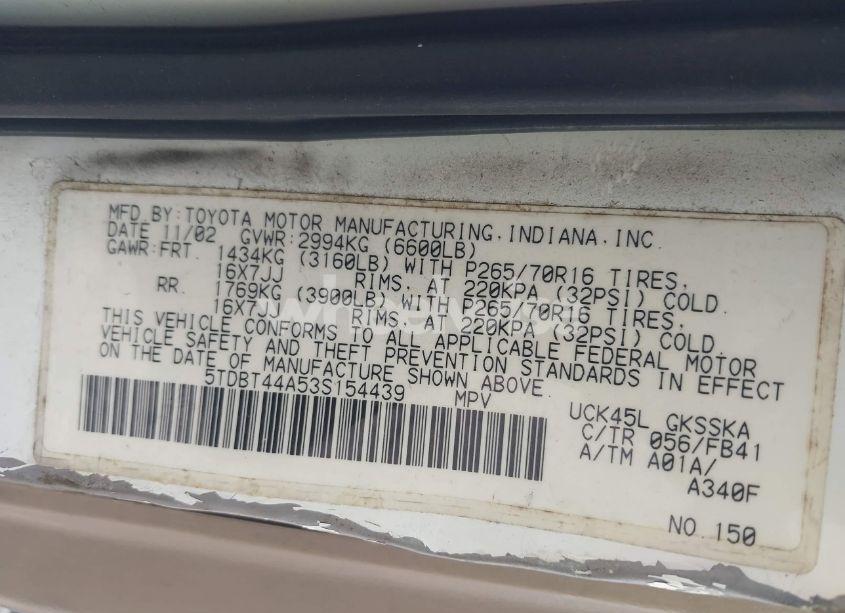 MFD.BY:TOYOTA MOTOR MANUFACTURING,INDIANA,INC.
DATE 11/02 GVWR:2994KG (6600LB)
GAWR:FRT. 1434KG (3160LB) WITH P265/70R16 TIRES,
16X7JJ RIMS, AT 220KPA (32PSI) COLD.
RR. 1769KG (3900LB) WITH P265/70R16 TIRES,
16X7JJ RIMS, AT 220KPA (32PSI) COLD.
THIS VEHICLE CONFORMS TO ALL APPLICABLE FEDERAL MOTOR
VEHICLE SAFETY AND THEFT PREVENTION STANDARDS IN EFFECT
ON THE DATE OF MANUFACTURE SHOWN ABOVE.
5TDBT44A53S154439 MPV
UCK45L GKSSKA
C/TR 056/FB41
A/TM A01A/
A340F
NO.150